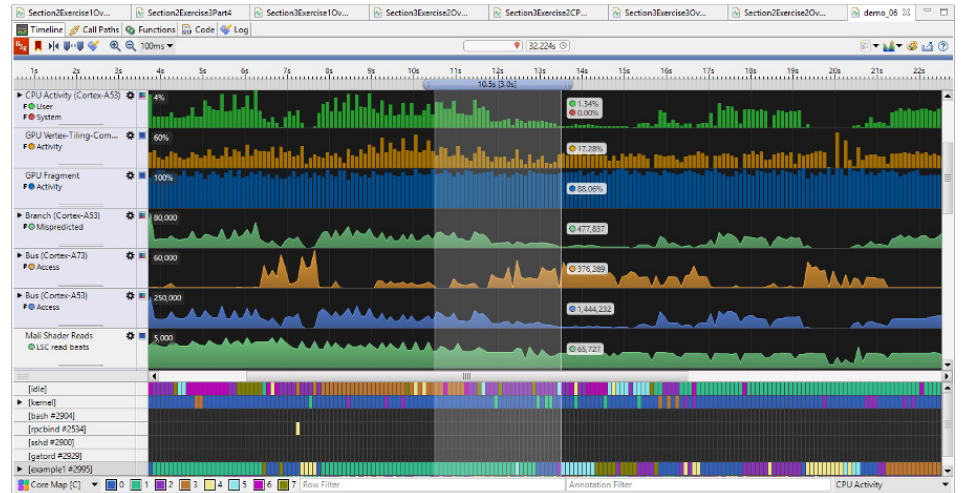 Section2Exercise1Ov...
Section2Exercise3Part4
Section3Exercise1Ov...
Section3Exercise2Ov...
Section3Exercise2CP...
Section3Exercise3Ov...
Section2Exercise2Ov...
demo_06
Timeline Call Paths Functions Code Log
100ms 32.224s
1s 2s 3s 4s 5s 6s 7s 8s 9s 10s 11s 12s 13s 14s 15s 16s 17s 18s 19s 20s 21s 22s
10.5s [3.0s]
CPU Activity (Cortex-A53) 4%
F User 1.34%
F System 0.00%
GPU Vertex-Tiling-Com... 60%
F Activity 17.28%
GPU Fragment 100%
F Activity 88.06%
Branch (Cortex-A53) 80,000
F Mispredicted 477,837
Bus (Cortex-A73) 60,000
F Access 376,289
Bus (Cortex-A53) 250,000
F Access 1,444,232
Mali Shader Reads 5,000
LSC read beats 65,727
[idle]
[kernel]
[bash #2904]
[rpcbind #2534]
[sshd #2900]
[gatord #2929]
[example1 #2995]
Core Map [C] 0 1 2 3 4 5 6 7 Row Filter Annotation Filter CPU Activity